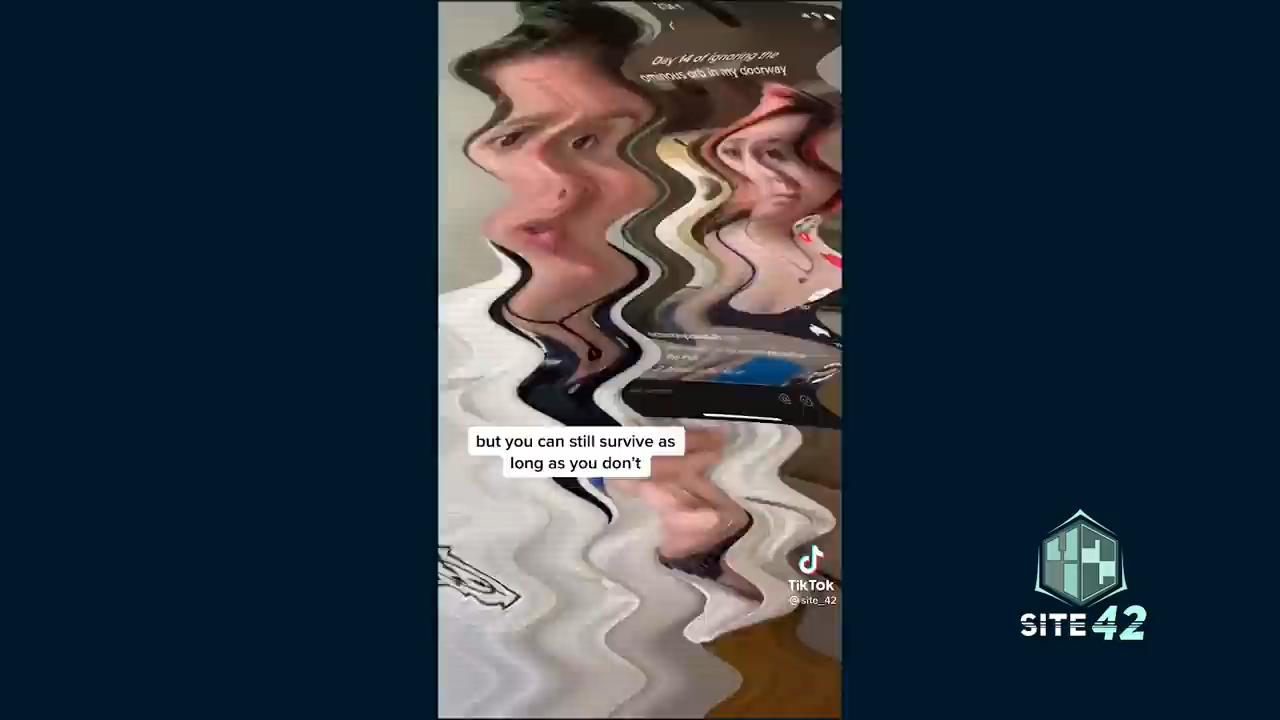 Day 14 of ignoring the
ominous orb in my doorway
but you can still survive as
long as you don't
TikTok
@site_42
SITE 42